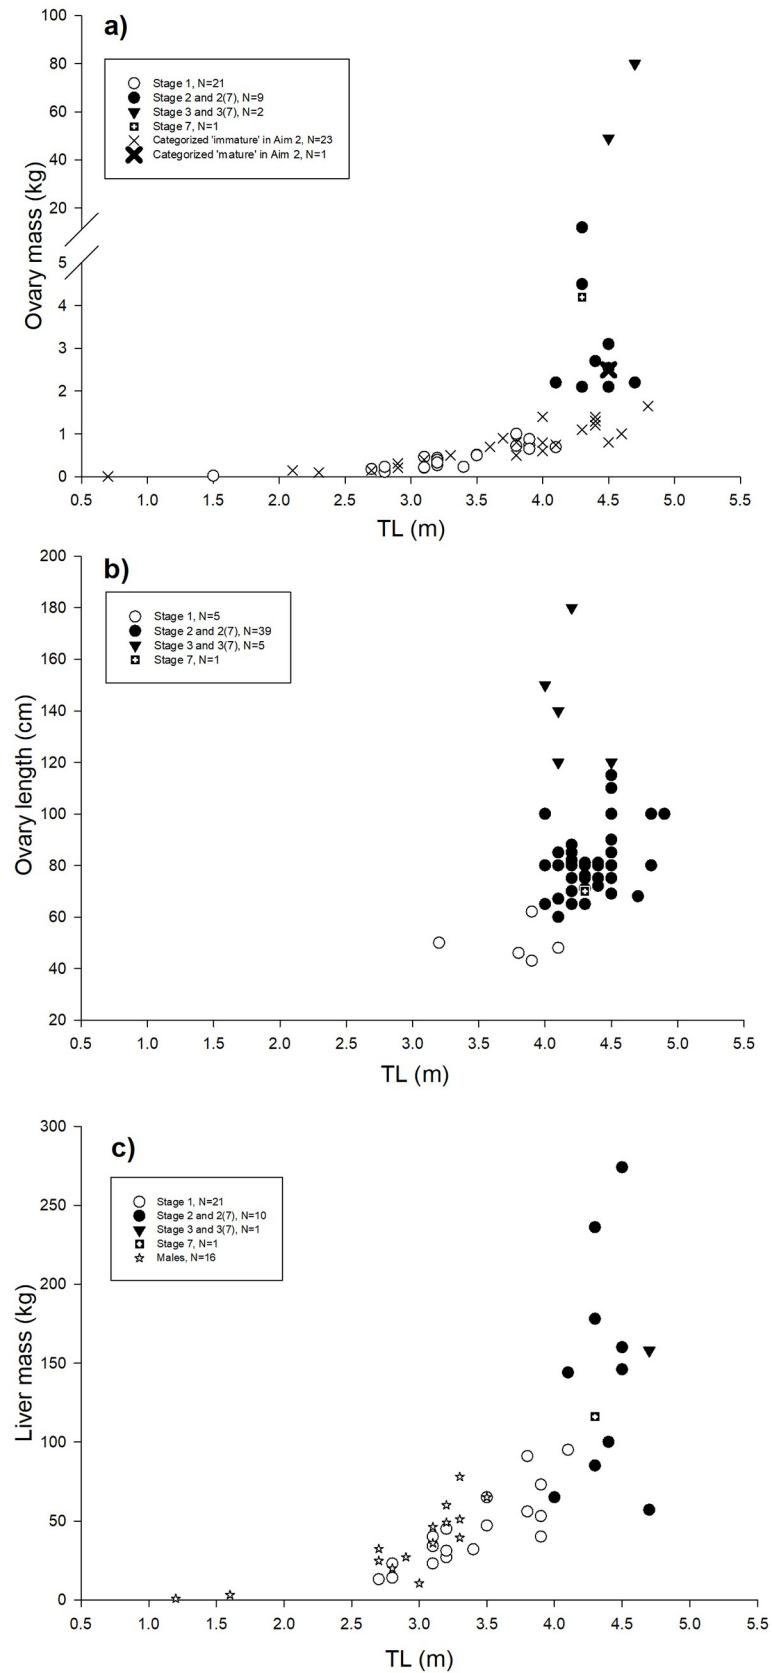 a)
100
80
60
40
20
5
4
3
2
1
0
Ovary mass (kg)
Stage 1, N=21
Stage 2 and 2(7), N=9
Stage 3 and 3(7), N=2
Stage 7, N=1
Categorized 'immature' in Aim 2, N=23
Categorized 'mature' in Aim 2, N=1
0.5 1.0 1.5 2.0 2.5 3.0 3.5 4.0 4.5 5.0 5.5
TL (m)
b)
200
180
160
140
120
100
80
60
40
20
Ovary length (cm)
Stage 1, N=5
Stage 2 and 2(7), N=39
Stage 3 and 3(7), N=5
Stage 7, N=1
0.5 1.0 1.5 2.0 2.5 3.0 3.5 4.0 4.5 5.0 5.5
TL (m)
c)
300
250
200
150
100
50
0
Liver mass (kg)
Stage 1, N=21
Stage 2 and 2(7), N=10
Stage 3 and 3(7), N=1
Stage 7, N=1
Males, N=16
0.5 1.0 1.5 2.0 2.5 3.0 3.5 4.0 4.5 5.0 5.5
TL (m)